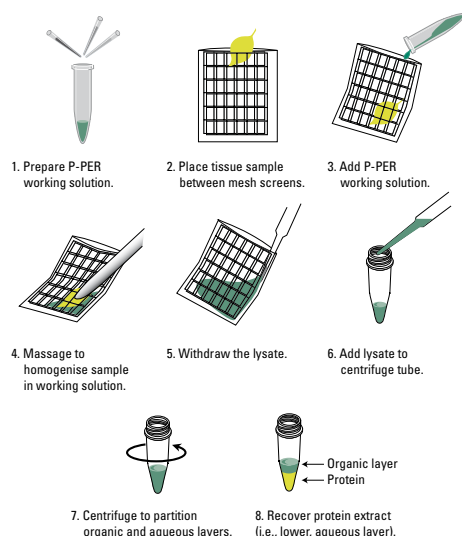 1. Prepare P-PER
working solution.
2. Place tissue sample
between mesh screens.
3. Add P-PER
working solution.
4. Massage to
homogenise sample
in working solution.
5. Withdraw the lysate.
6. Add lysate to
centrifuge tube.
Organic layer
Protein
7. Centrifuge to partition
organic and aqueous layers.
8. Recover protein extract
(i.e., lower, aqueous layer).